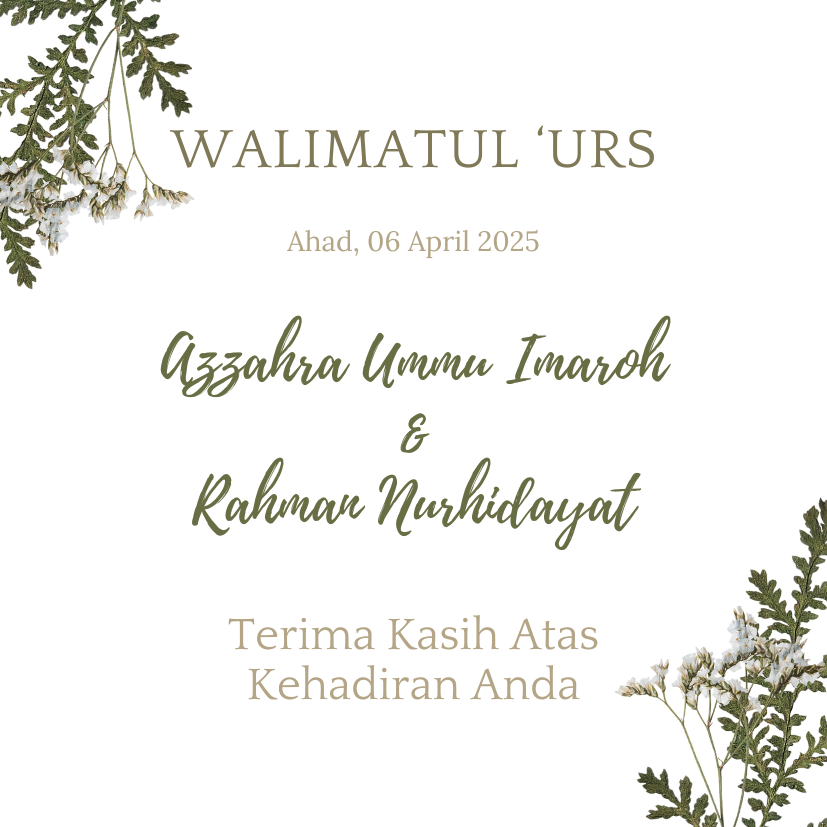 WALIMATUL ‘URS
Ahad, 06 April 2025
Azzahra Ummu Imaroh
&
Rahman Nurhidayat
Terima Kasih Atas
Kehadiran Anda